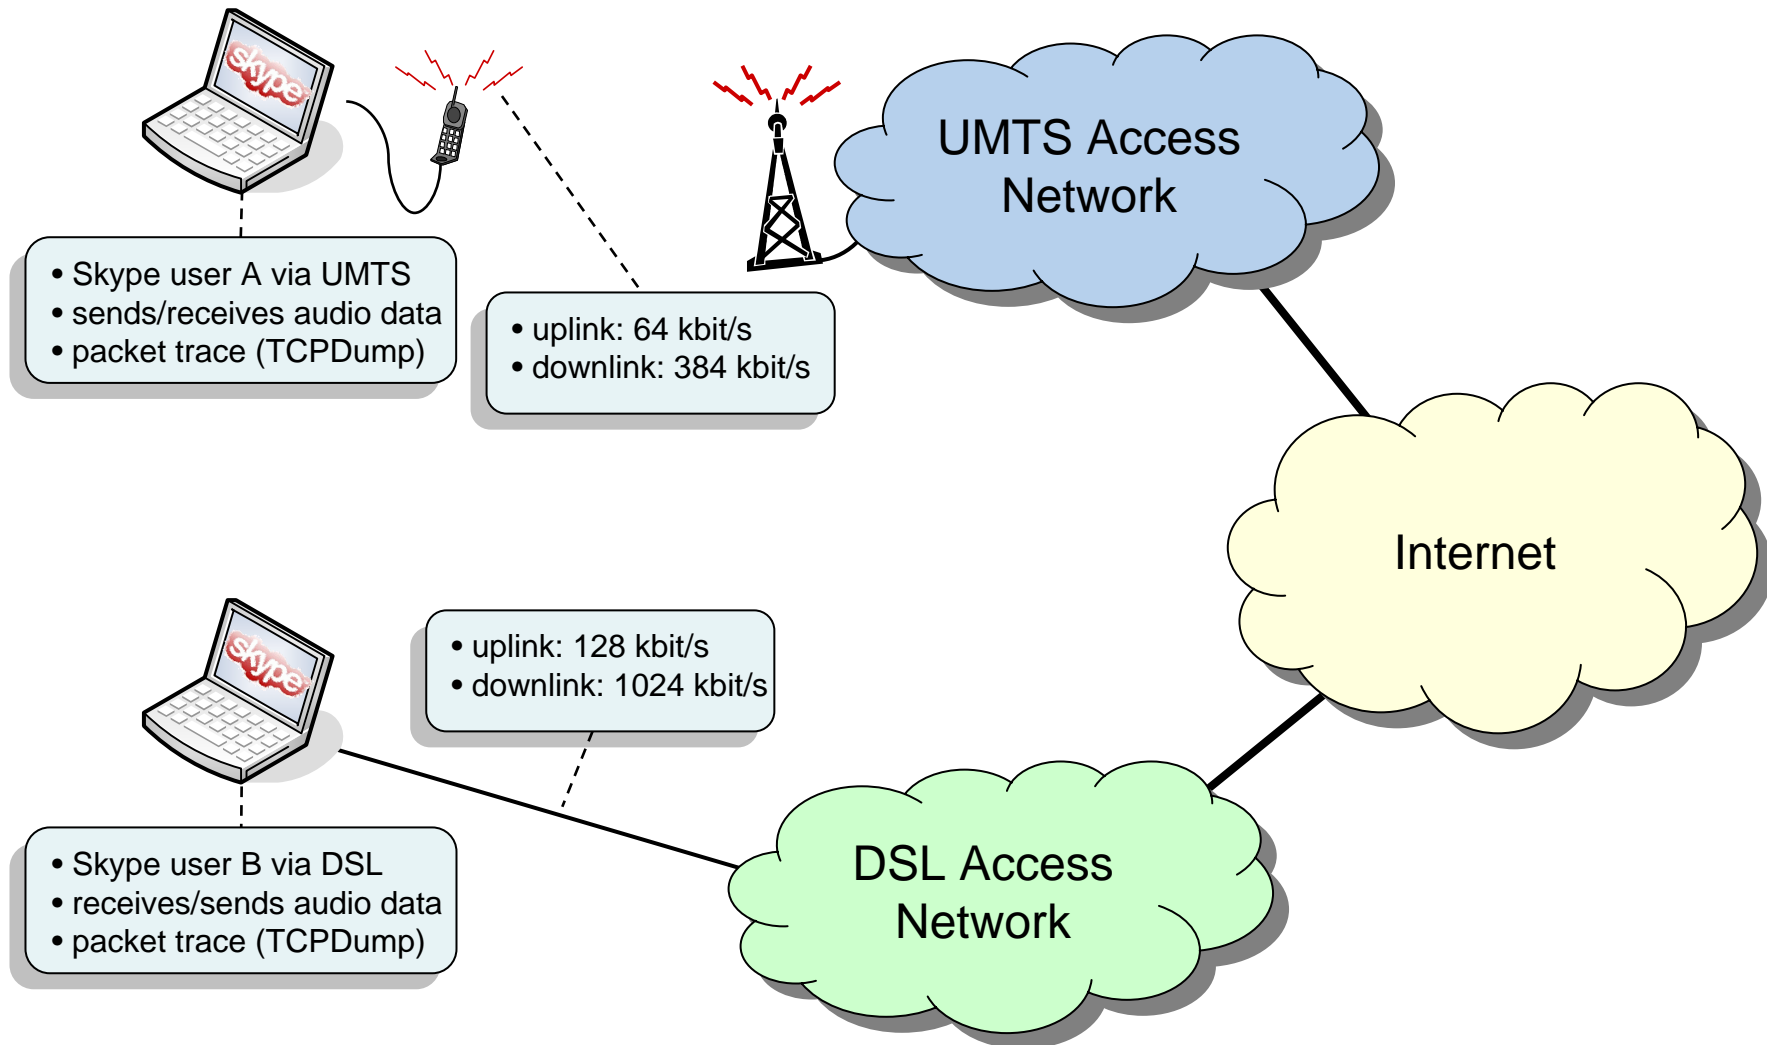 skype
UMTS Access
Network
• Skype user A via UMTS
• sends/receives audio data
• packet trace (TCPDump)
• uplink: 64 kbit/s
• downlink: 384 kbit/s
Internet
skype
• uplink: 128 kbit/s
• downlink: 1024 kbit/s
• Skype user B via DSL
• receives/sends audio data
• packet trace (TCPDump)
DSL Access
Network